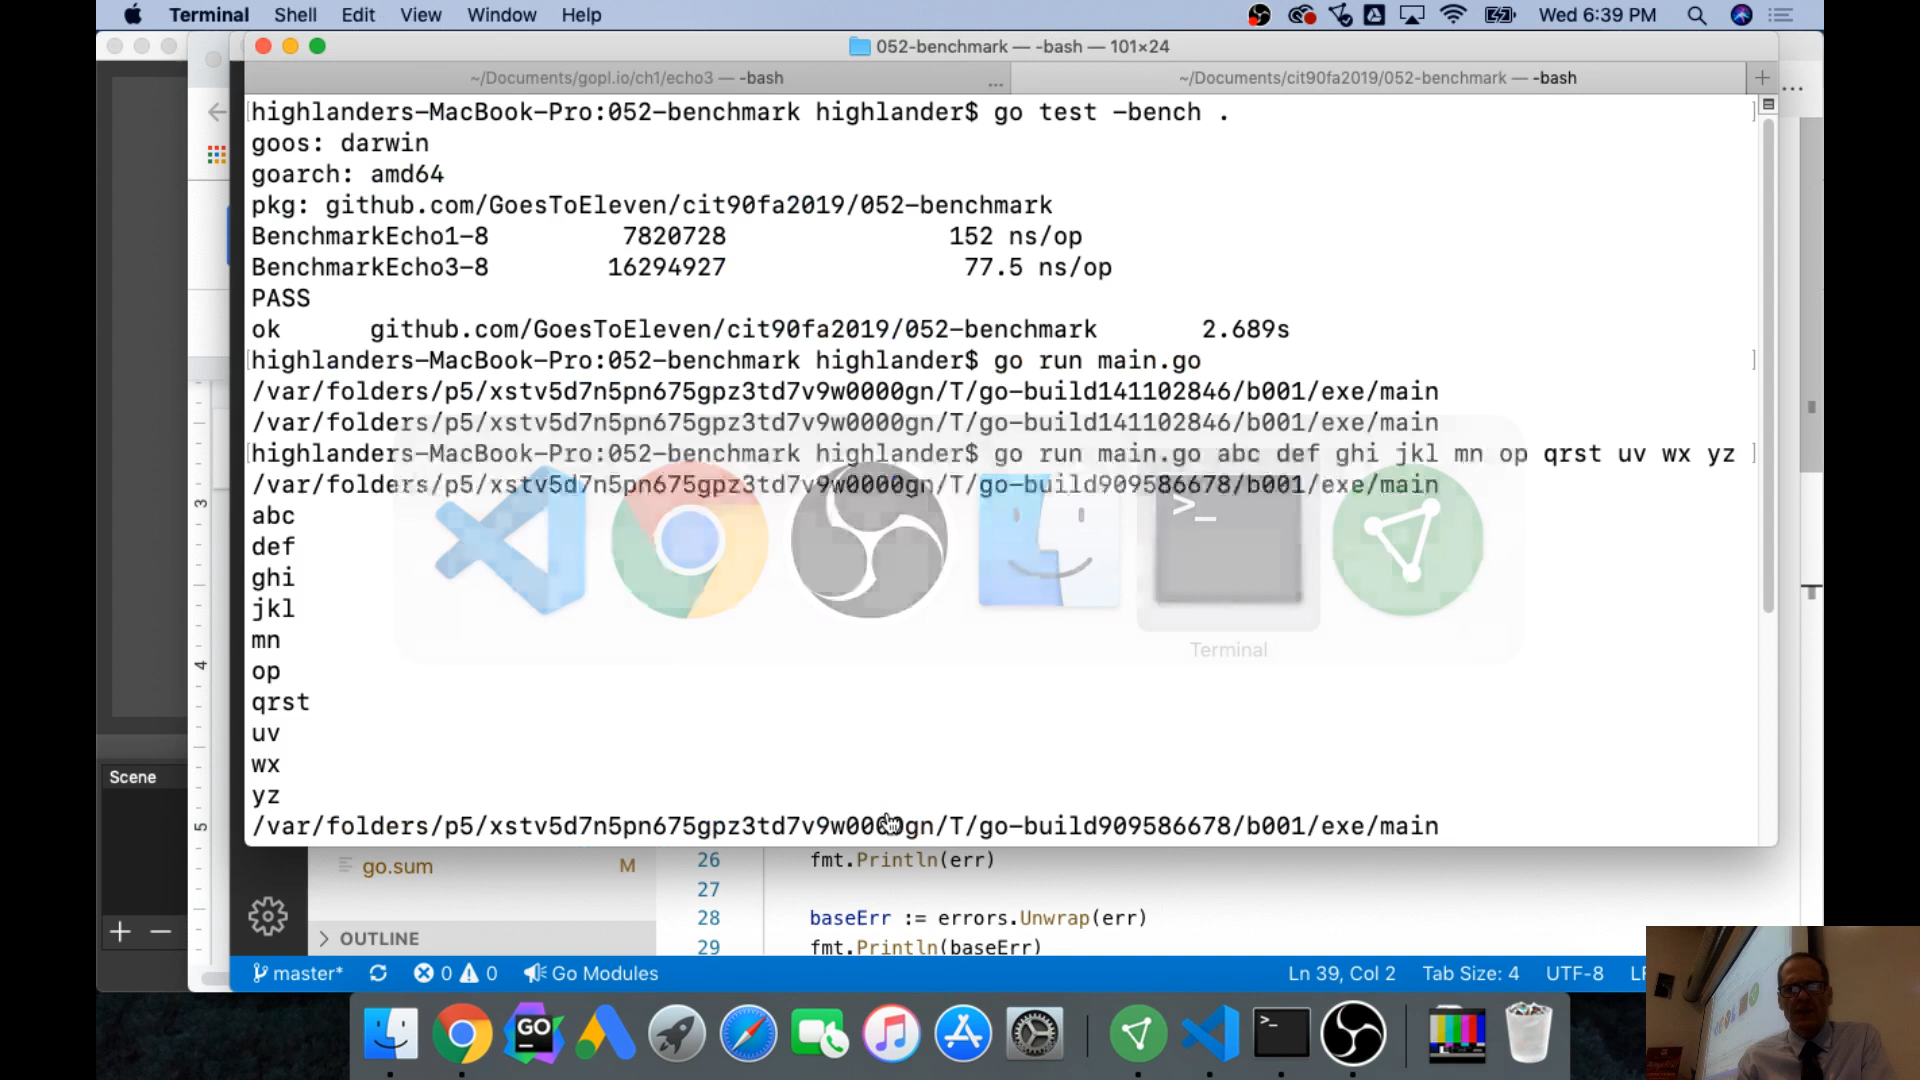 Terminal Shell Edit View Window Help Wed 6:39 PM
052-benchmark — -bash — 101×24
~/Documents/gopl.io/ch1/echo3 — -bash ... ~/Documents/cit90fa2019/052-benchmark — -bash
highlanders-MacBook-Pro:052-benchmark highlander$ go test -bench .
goos: darwin
goarch: amd64
pkg: github.com/GoesToEleven/cit90fa2019/052-benchmark
BenchmarkEcho1-8 7820728 152 ns/op
BenchmarkEcho3-8 16294927 77.5 ns/op
PASS
ok github.com/GoesToEleven/cit90fa2019/052-benchmark 2.689s
highlanders-MacBook-Pro:052-benchmark highlander$ go run main.go
/var/folders/p5/xstv5d7n5pn675gpz3td7v9w0000gn/T/go-build141102846/b001/exe/main
/var/folders/p5/xstv5d7n5pn675gpz3td7v9w0000gn/T/go-build141102846/b001/exe/main
highlanders-MacBook-Pro:052-benchmark highlander$ go run main.go abc def ghi jkl mn op qrst uv wx yz
/var/folders/p5/xstv5d7n5pn675gpz3td7v9w0000gn/T/go-build909586678/b001/exe/main
abc
def
ghi
jkl
mn
op
qrst
uv
wx
yz
/var/folders/p5/xstv5d7n5pn675gpz3td7v9w0000gn/T/go-build909586678/b001/exe/main
Terminal
3
4
5
Scene
go.sum M
OUTLINE
26 fmt.Println(err)
27
28 baseErr := errors.Unwrap(err)
29 fmt.Println(baseErr)
master* 0 0 Go Modules Ln 39, Col 2 Tab Size: 4 UTF-8 LF
GO